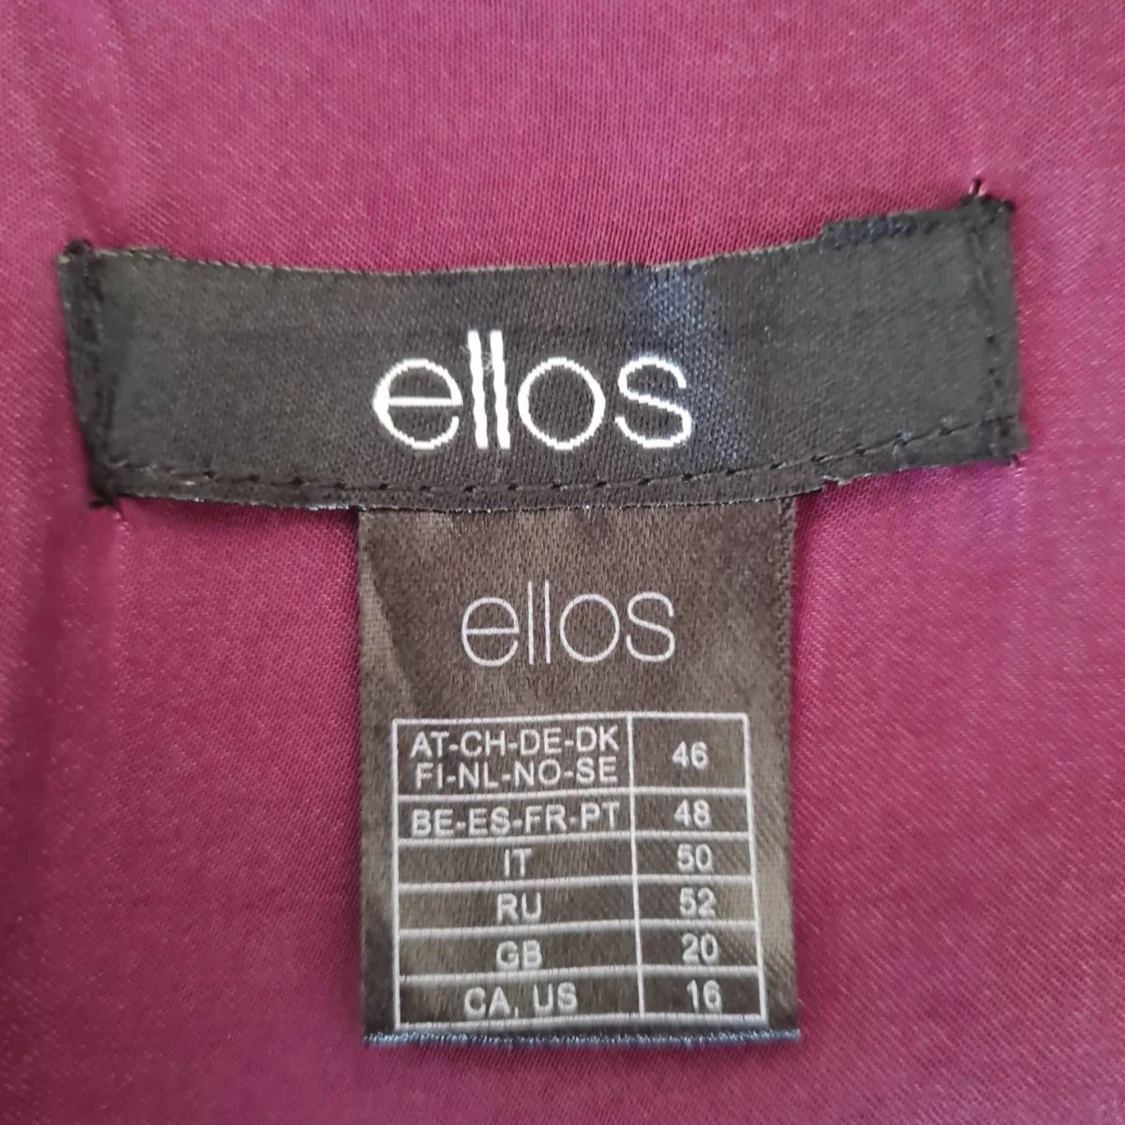 ellos
ellos
AT-CH-DE-DK
FI-NL-NO-SE 46
BE-ES-FR-PT 48
IT 50
RU 52
GB 20
CA, US 16